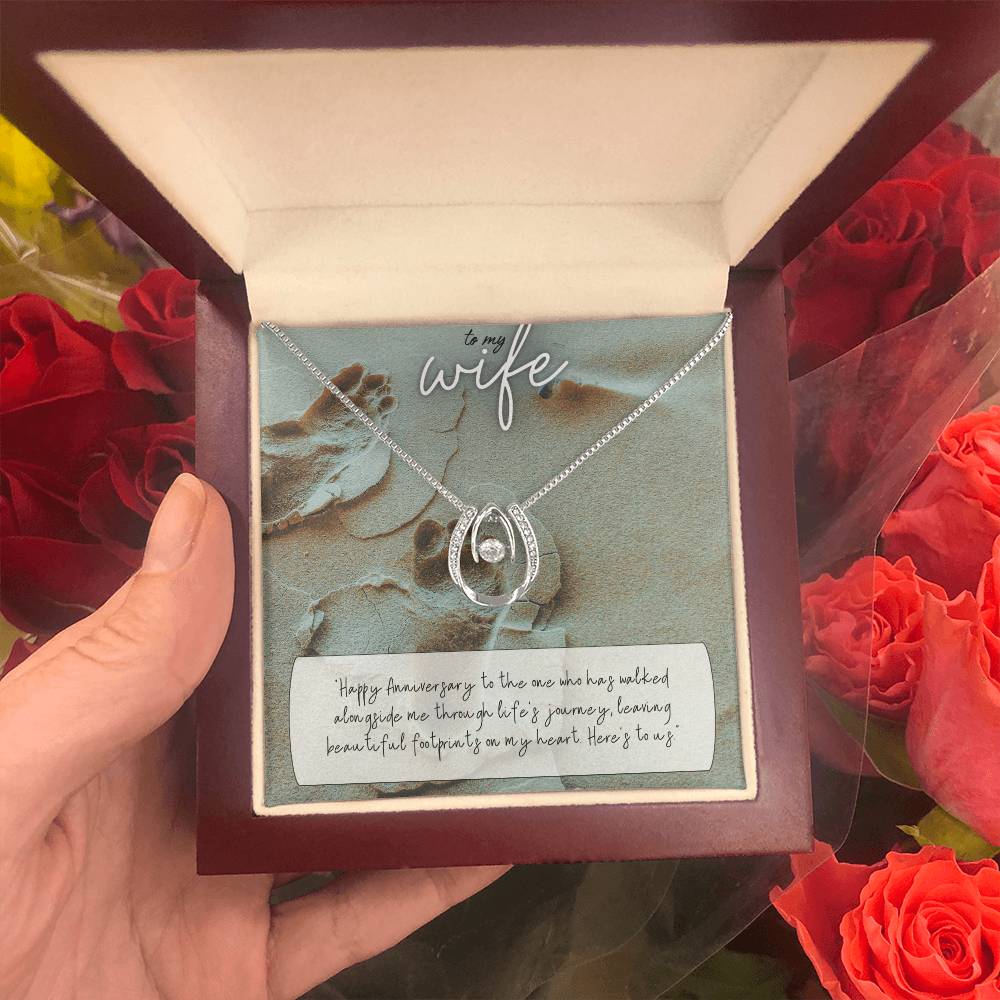 to my
wife
"Happy Anniversary to the one who has walked
alongside me through life's journey, leaving
beautiful footprints on my heart. Here's to us."